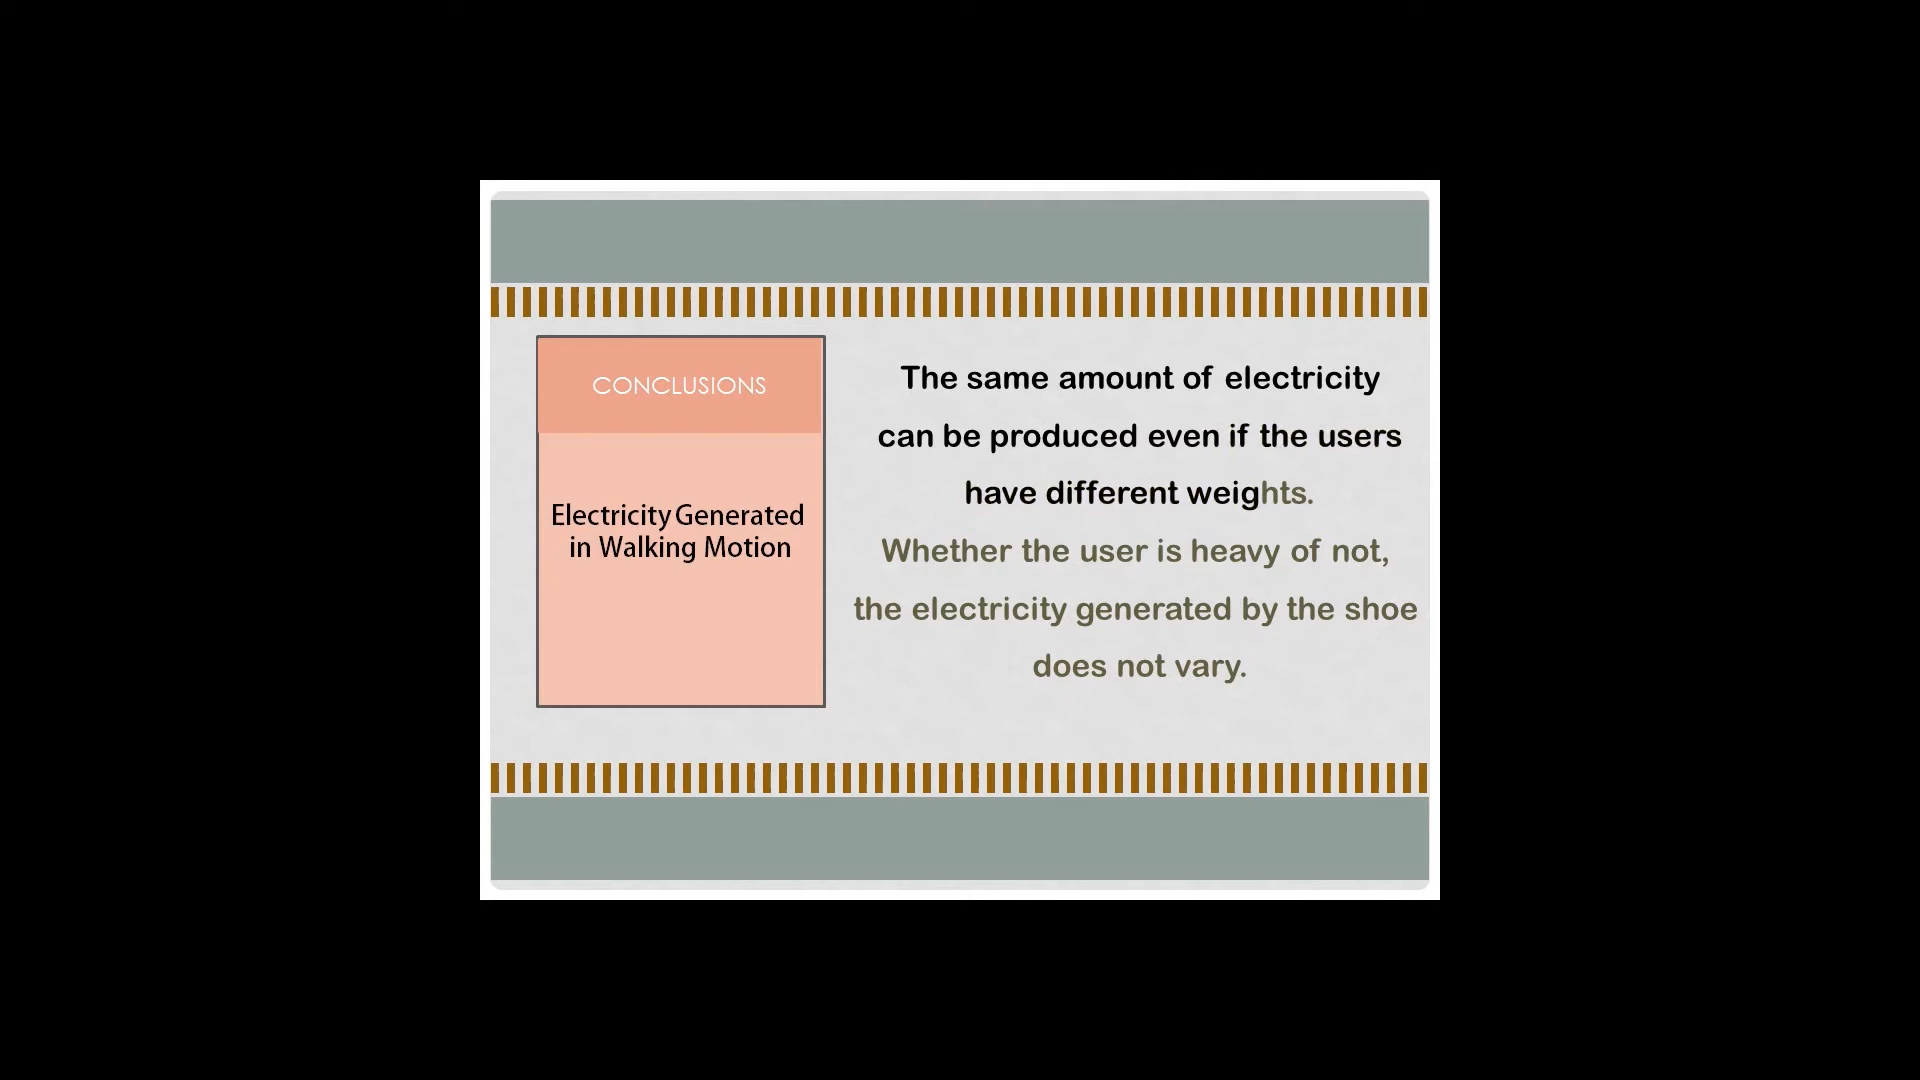 CONCLUSIONS
Electricity Generated
in Walking Motion
The same amount of electricity
can be produced even if the users
have different weights.
Whether the user is heavy of not,
the electricity generated by the shoe
does not vary.